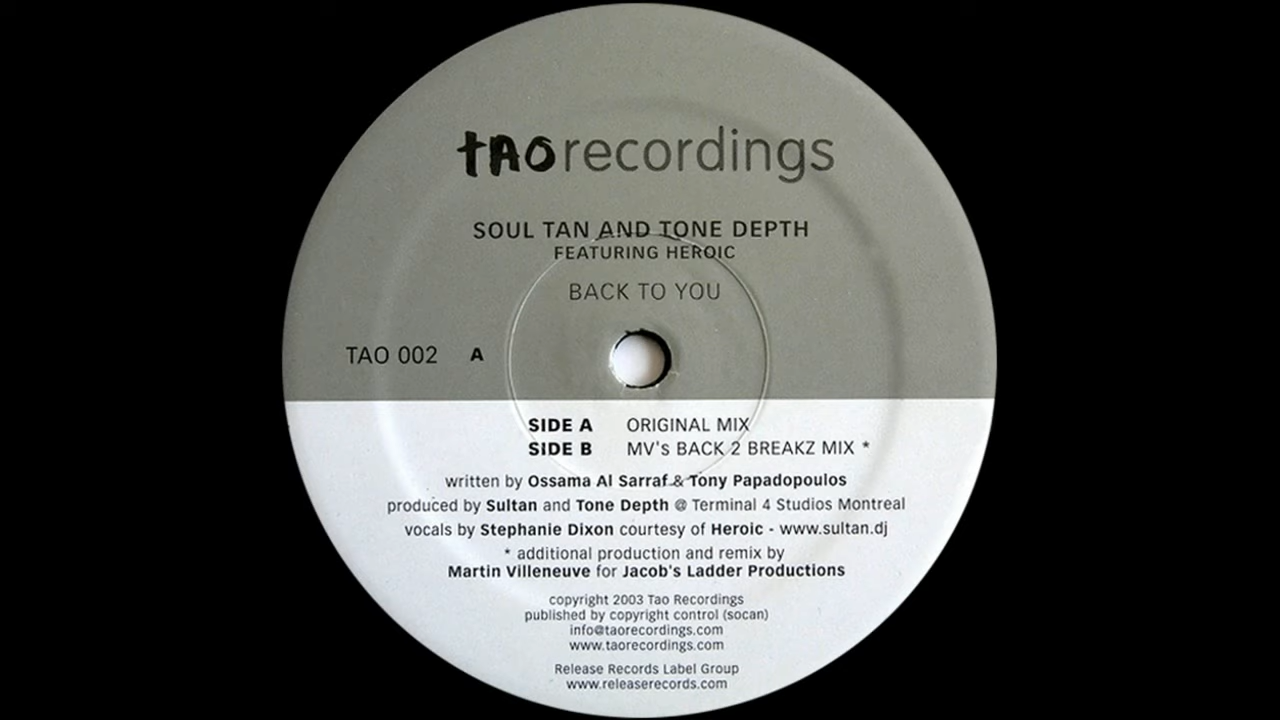 tao recordings
SOUL TAN AND TONE DEPTH
FEATURING HEROIC
BACK TO YOU
TAO 002 A
SIDE A ORIGINAL MIX
SIDE B MV's BACK 2 BREAKZ MIX *
written by Ossama Al Sarraf & Tony Papadopoulos
produced by Sultan and Tone Depth @ Terminal 4 Studios Montreal
vocals by Stephanie Dixon courtesy of Heroic - www.sultan.dj
* additional production and remix by
Martin Villeneuve for Jacob's Ladder Productions
copyright 2003 Tao Recordings
published by copyright control (socan)
info@taorecordings.com
www.taorecordings.com
Release Records Label Group
www.releaserecords.com